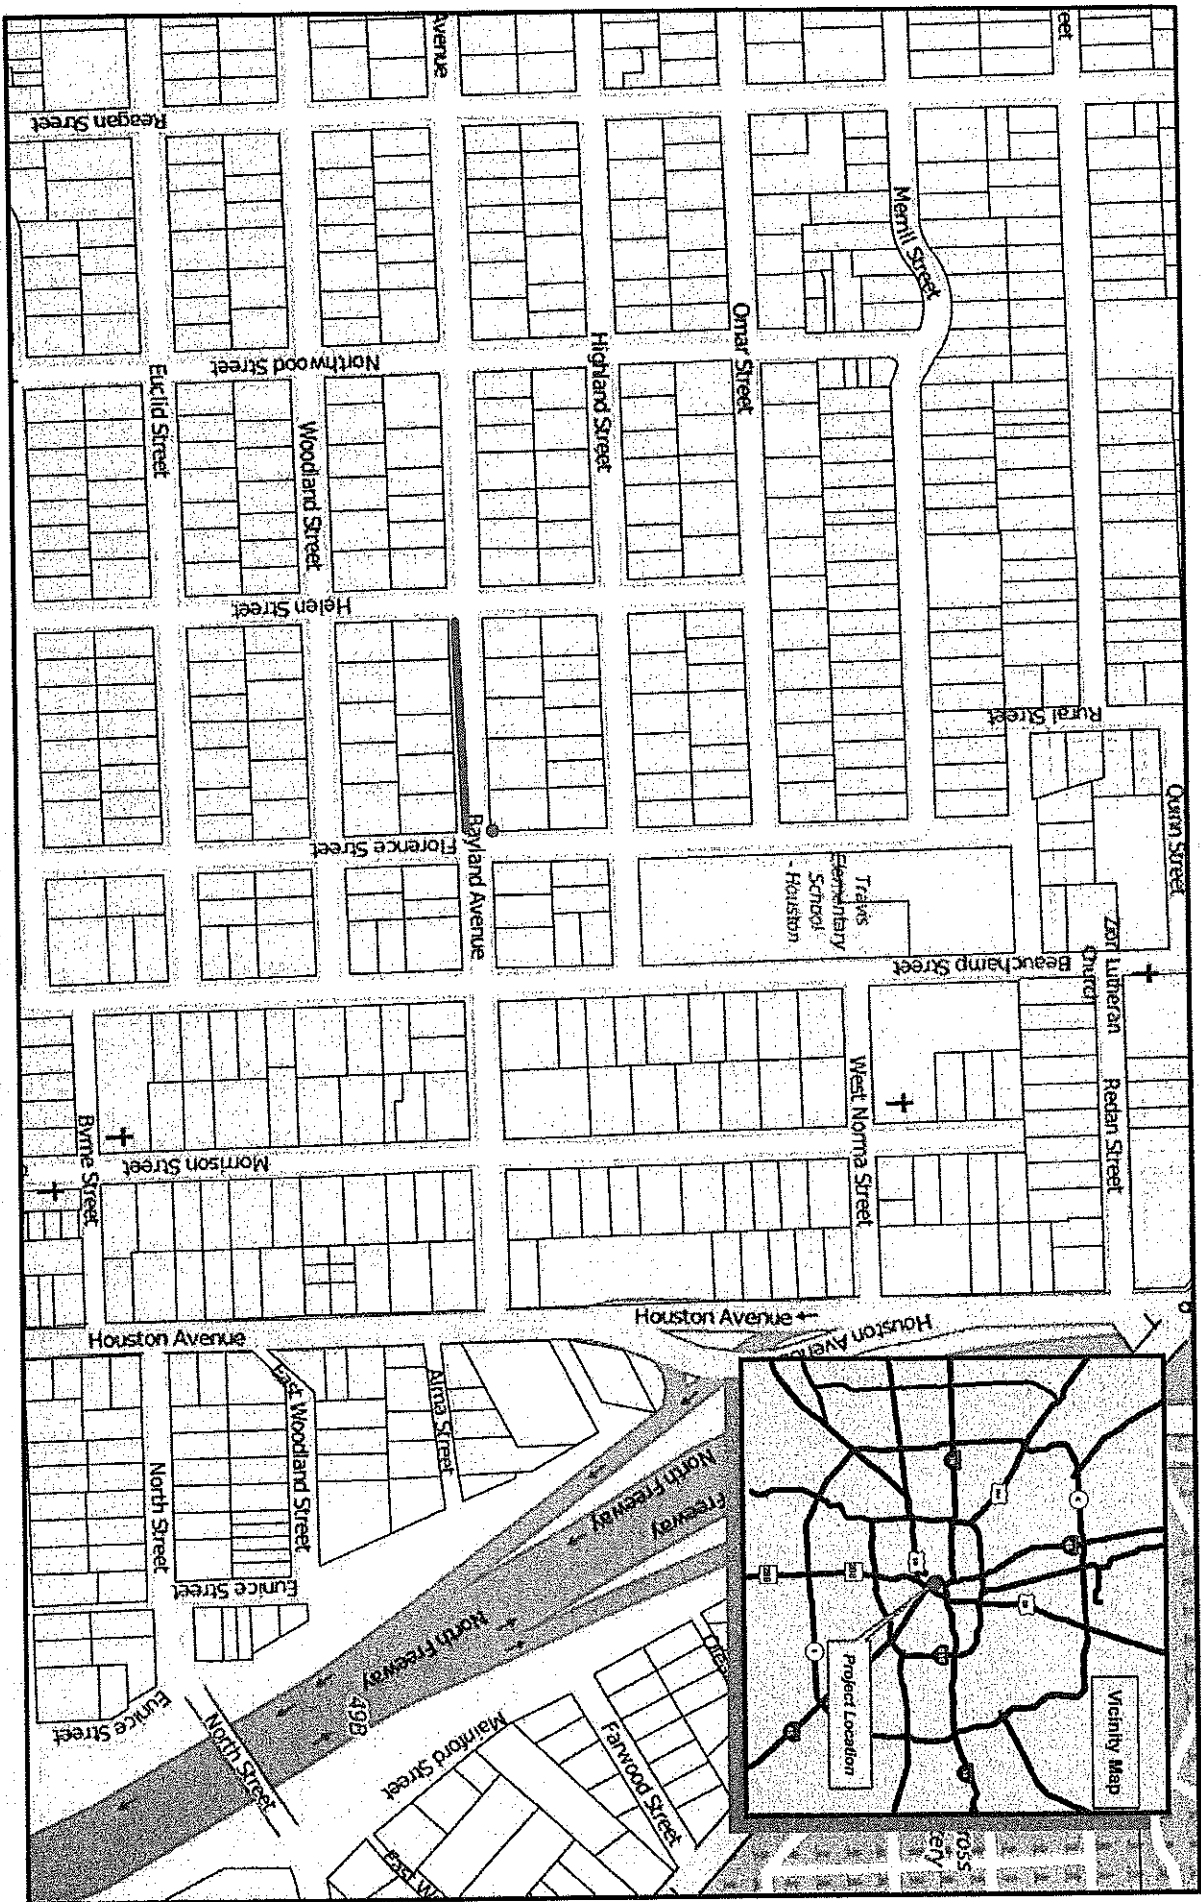 Avenue
eet
Reagan Street
Merrill Street
Omar Street
Highland Street
Northwood Street
Euclid Street
Woodland Street
Helen Street
Rural Street
Quinn Street
Florence Street
Bayland Avenue
Travis
Elementary
School
- Houston
Beauchamp Street
Zion Lutheran
Church
Redan Street
West Norma Street
Morrison Street
Byrne Street
Houston Avenue
Houston Avenue
Houston Avenue
East Woodland Street
Alma Street
North Street
Eunice Street
Eunice Street
North Street
North Freeway
Freeway
North Freeway
49B
Mainford Street
Farwood Street
East W
Vicinity Map
Project Location
ross
tery